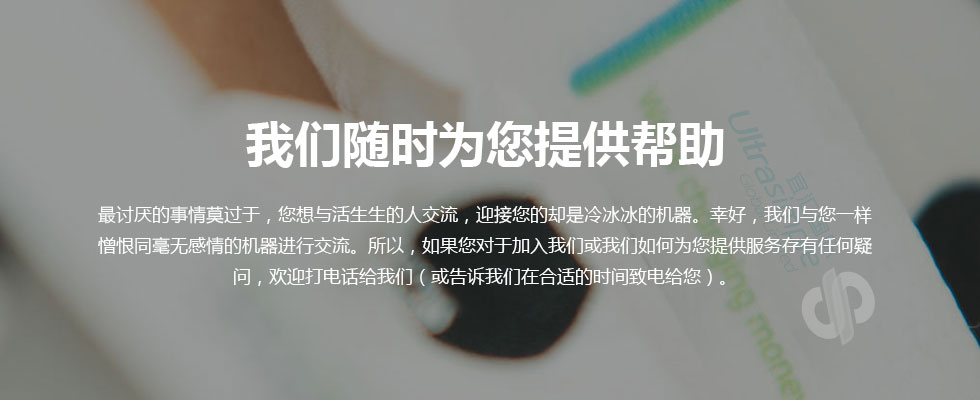 我们随时为您提供帮助
最讨厌的事情莫过于，您想与活生生的人交流，迎接您的却是冷冰冰的机器。幸好，我们与您一样
憎恨同毫无感情的机器进行交流。所以，如果您对于加入我们或我们如何为您提供服务存有任何疑
问，欢迎打电话给我们（或告诉我们在合适的时间致电给您）。
changing money